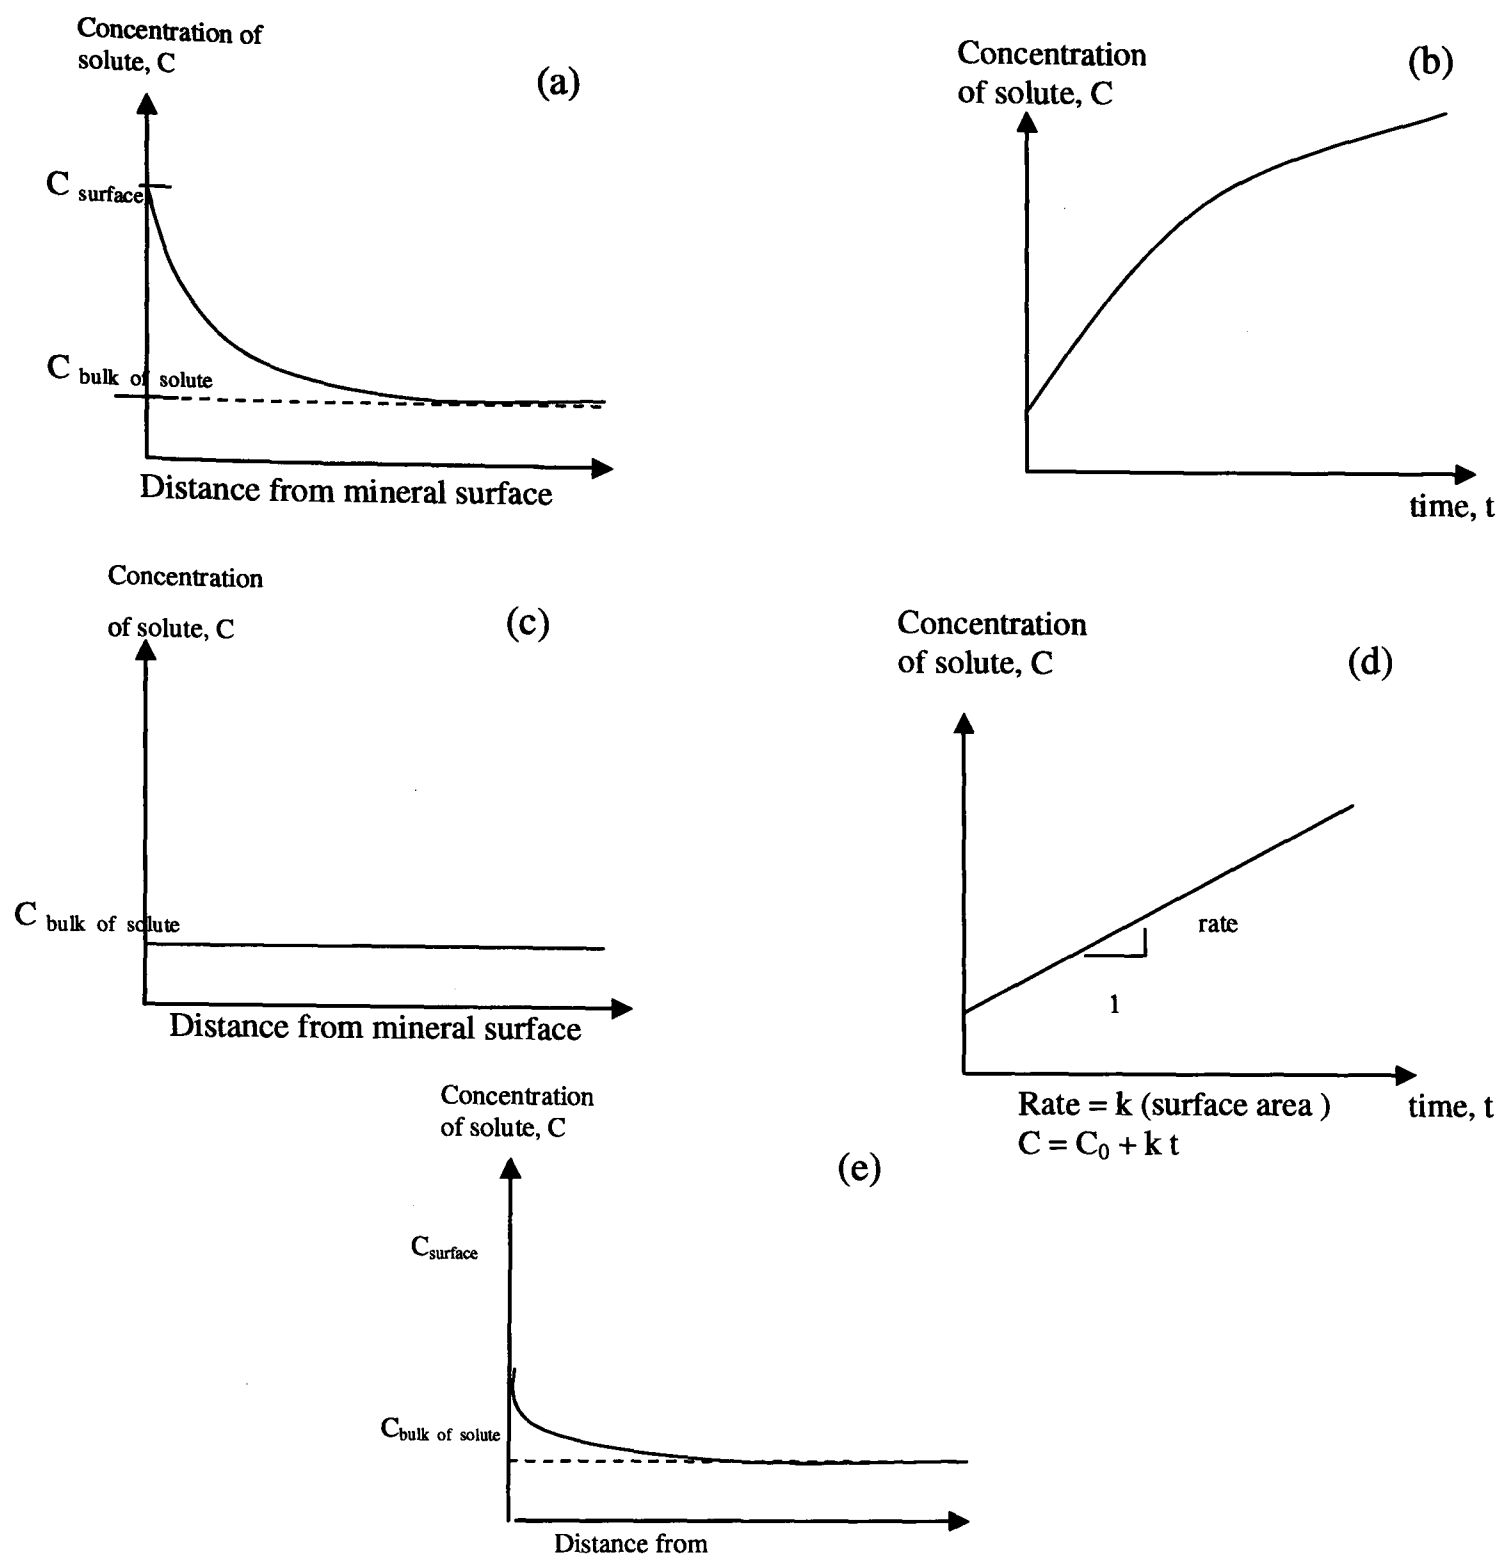 Concentration of
solute, C
(a)
C surface
C bulk of solute
Distance from mineral surface
Concentration
of solute, C
(b)
time, t
Concentration
of solute, C
(c)
C bulk of solute
Distance from mineral surface
Concentration
of solute, C
(d)
rate
1
time, t
Rate = k (surface area )
C = C₀ + k t
Concentration
of solute, C
(e)
Csurface
Cbulk of solute
Distance from